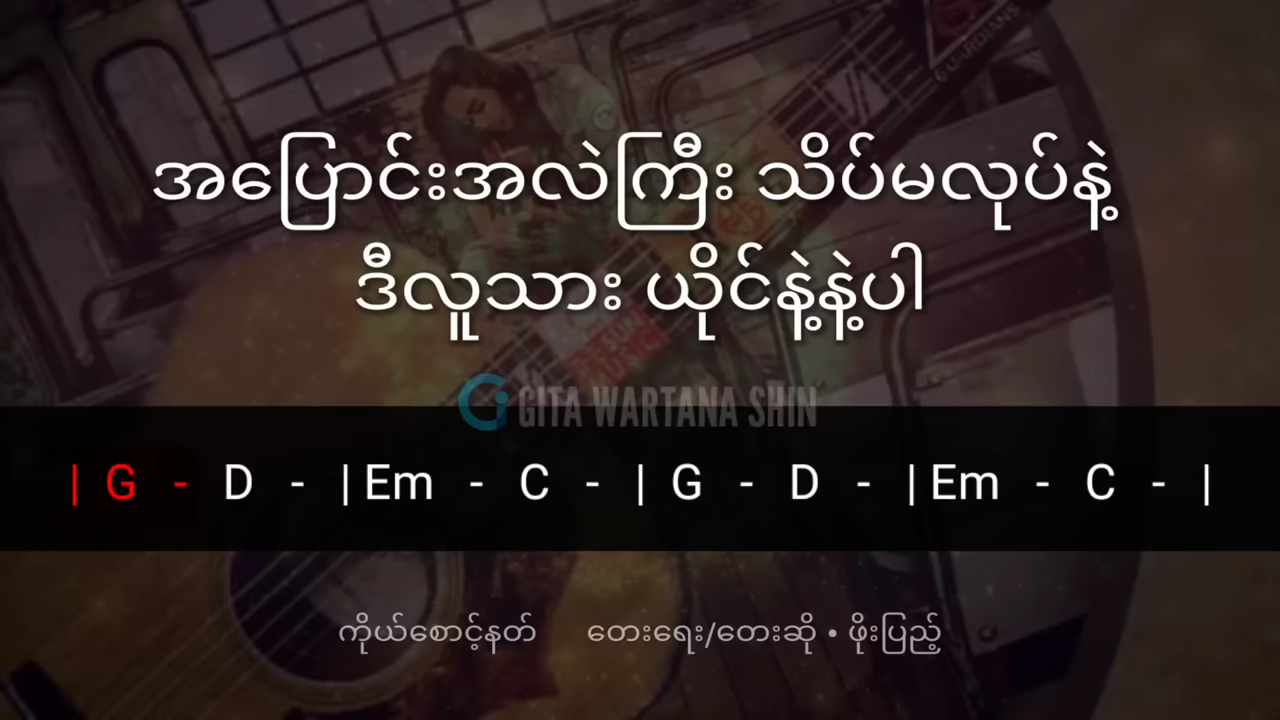 GUARDIANS
အပြောင်းအလဲကြီး သိပ်မလုပ်နဲ့
ဒီလူသား ယိုင်နဲ့နဲ့ပါ
GITA WARTANA SHIN
| G - D - | Em - C - | G - D - | Em - C - |
ကိုယ်စောင့်နတ် တေးရေး/တေးဆို • ဖိုးပြည့်